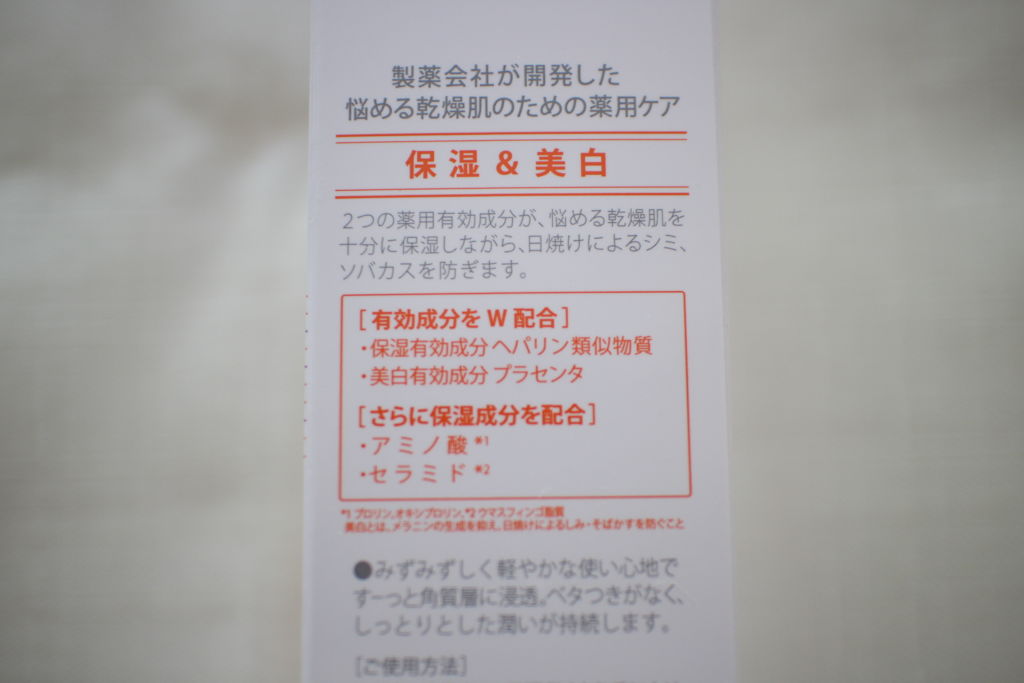 製薬会社が開発した
悩める乾燥肌のための薬用ケア
保湿&美白
2つの薬用有効成分が、悩める乾燥肌を
十分に保湿しながら、日焼けによるシミ、
ソバカスを防ぎます。
[有効成分をW配合]
・保湿有効成分 ヘパリン類似物質
・美白有効成分 プラセンタ
[さらに保湿成分を配合]
・アミノ酸※1
・セラミド※2
*1 プロリン、オキシプロリン、*2 ウマスフィンゴ脂質
美白とは、メラニンの生成を抑え、日焼けによるしみ・そばかすを防ぐこと
●みずみずしく軽やかな使い心地で
すーっと角質層に浸透。ベタつきがなく、
しっとりとした潤いが持続します。
[ご使用方法]